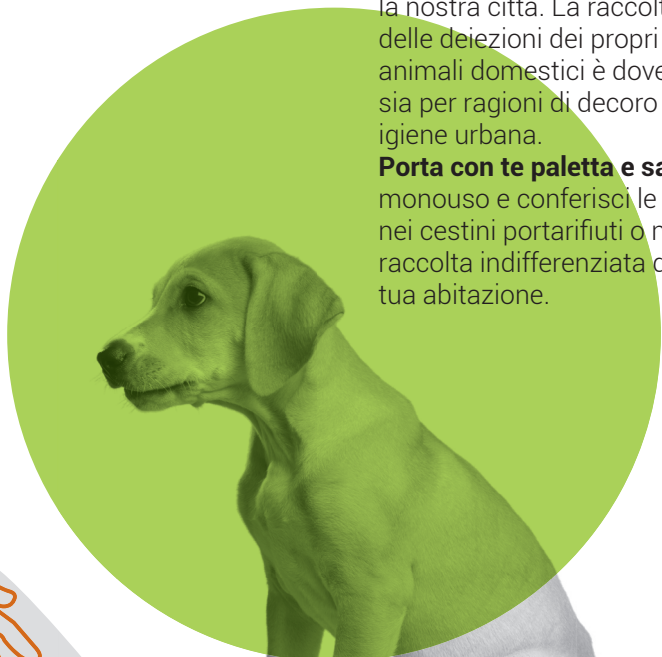 la nostra città. La raccolt
delle deiezioni dei propri
animali domestici è dove
sia per ragioni di decoro
igiene urbana.
Porta con te paletta e sa
monouso e conferisci le
nei cestini portarifiuti o n
raccolta indifferenziata d
tua abitazione.